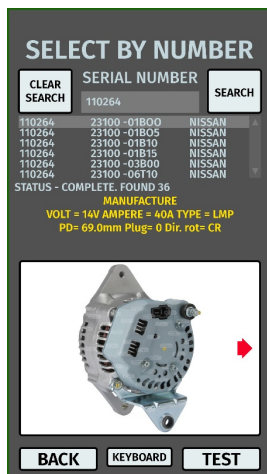 SELECT BY NUMBER
CLEAR SEARCH
SERIAL NUMBER
110264
SEARCH
110264 23100 -01B00 NISSAN
110264 23100 -01B05 NISSAN
110264 23100 -01B10 NISSAN
110264 23100 -01B15 NISSAN
110264 23100 -03B00 NISSAN
110264 23100 -06T10 NISSAN
STATUS - COMPLETE. FOUND 36
MANUFACTURE
VOLT = 14V AMPERE = 40A TYPE = LMP
PD= 69.0mm Plug= 0 Dir. rot= CR
BACK
KEYBOARD
TEST